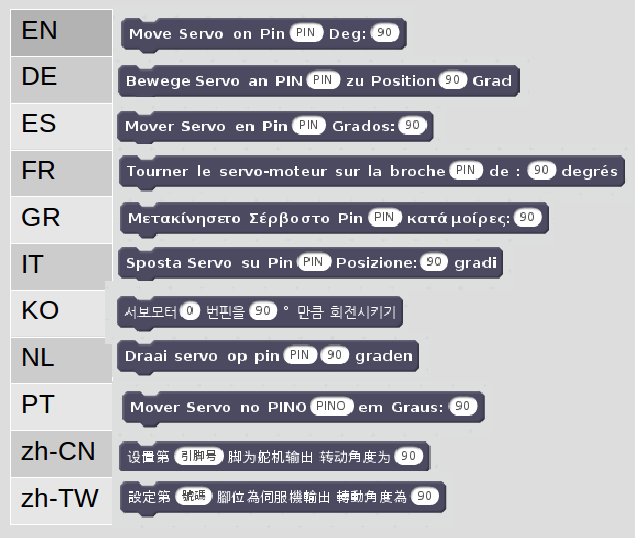 EN Move Servo on Pin PIN Deg: 90
DE Bewege Servo an PIN PIN zu Position 90 Grad
ES Mover Servo en Pin PIN Grados: 90
FR Tourner le servo-moteur sur la broche PIN de : 90 degrés
GR Μετακίνησετο Σέρβο στο Pin PIN κατά μοίρες: 90
IT Sposta Servo su Pin PIN Posizione: 90 gradi
KO 서보모터 0 번핀을 90 ° 만큼 회전시키기
NL Draai servo op pin PIN 90 graden
PT Mover Servo no PINO PINO em Graus: 90
zh-CN 设置第 引脚号 脚为舵机输出 转动角度为 90
zh-TW 設定第 號碼 腳位為伺服機輸出 轉動角度為 90